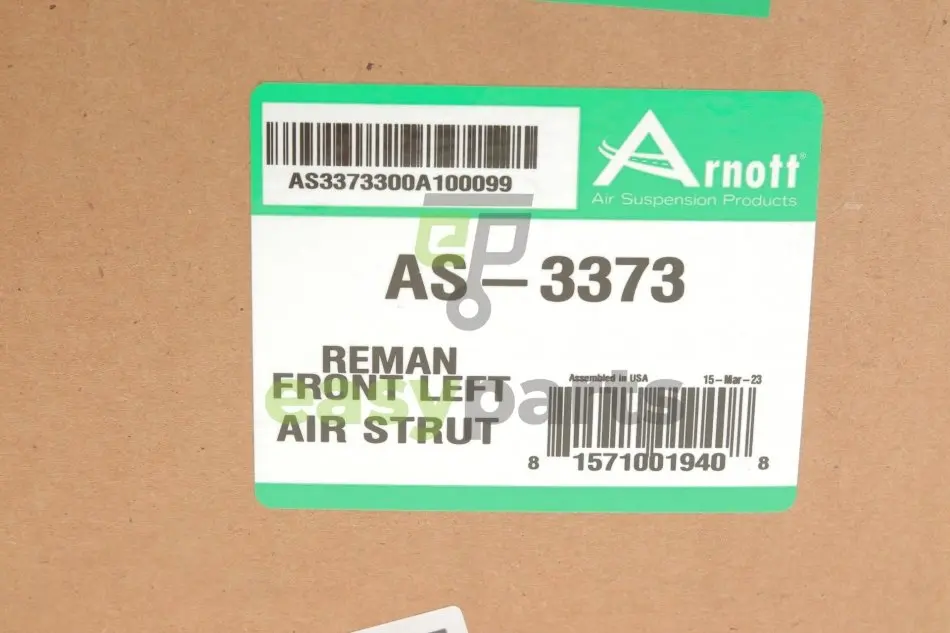 AS3373300A100099
Arnott®
Air Suspension Products
AS-3373
REMAN
FRONT LEFT
AIR STRUT
Assembled in USA 15-Mar-23
8 1571001940 8
easyparts